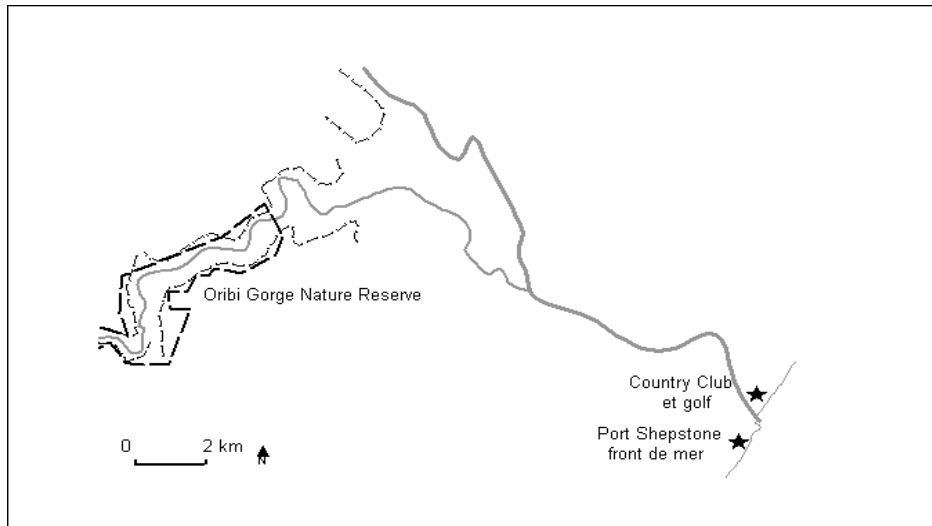 Oribi Gorge Nature Reserve
Country Club
et golf
Port Shepstone
front de mer
0 2 km
N